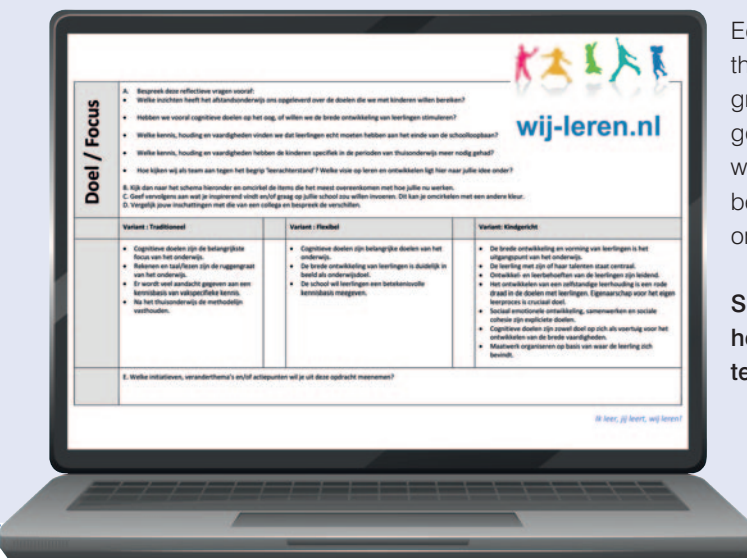 wij-leren.nl
Doel / Focus
A. Bespreek deze reflectieve vragen vooraf:
• Welke inzichten heeft het afstandsonderwijs ons opgeleverd over de doelen die we met kinderen willen bereiken?
• Hebben we vooral cognitieve doelen op het oog, of willen we de brede ontwikkeling van leerlingen stimuleren?
• Welke kennis, houding en vaardigheden vinden we dat leerlingen echt moeten hebben aan het einde van de schoolloopbaan?
• Welke kennis, houding en vaardigheden hebben de kinderen specifiek in de perioden van thuisonderwijs meer nodig gehad?
• Hoe kijken wij als team aan tegen het begrip 'leerachterstand'? Welke visie op leren en ontwikkelen ligt hier naar jullie idee onder?
B. Kijk dan naar het schema hieronder en omcirkel de items die het meest overeenkomen met hoe jullie nu werken.
C. Geef vervolgens aan wat je inspirerend vindt en/of graag op jullie school zou willen invoeren. Dit kan je omcirkelen met een andere kleur.
D. Vergelijk jouw inschattingen met die van een collega en bespreek de verschillen.
Variant : Traditioneel
• Cognitieve doelen zijn de belangrijkste
focus van het onderwijs.
• Rekenen en taal/lezen zijn de ruggengraat
van het onderwijs.
• Er wordt veel aandacht gegeven aan een
kennisbasis van vakspecifieke kennis.
• Na het thuisonderwijs de methodelijn
vasthouden.
Variant : Flexibel
• Cognitieve doelen zijn belangrijke doelen van het
onderwijs.
• De brede ontwikkeling van leerlingen is duidelijk in
beeld als onderwijsdoel.
• De school wil leerlingen een betekenisvolle
kennisbasis meegeven.
Variant: Kindgericht
• De brede ontwikkeling en vorming van leerlingen is het
uitgangspunt van het onderwijs.
• De leerling met zijn of haar talenten staat centraal.
• Ontwikkel- en leerbehoeften van de leerlingen zijn leidend.
• Het ontwikkelen van een zelfstandige leerhouding is een rode
draad in de doelen met leerlingen. Eigenaarschap voor het eigen
leerproces is cruciaal doel.
• Sociaal emotionele ontwikkeling, samenwerken en sociale
cohesie zijn expliciete doelen.
• Cognitieve doelen zijn zowel doel op zich als voertuig voor het
ontwikkelen van de brede vaardigheden.
• Maatwerk organiseren op basis van waar de leerling zich
bevindt.
E. Welke initiatieven, veranderthema's en/of actiepunten wil je uit deze opdracht meenemen?
Ik leer, jij leert, wij leren!